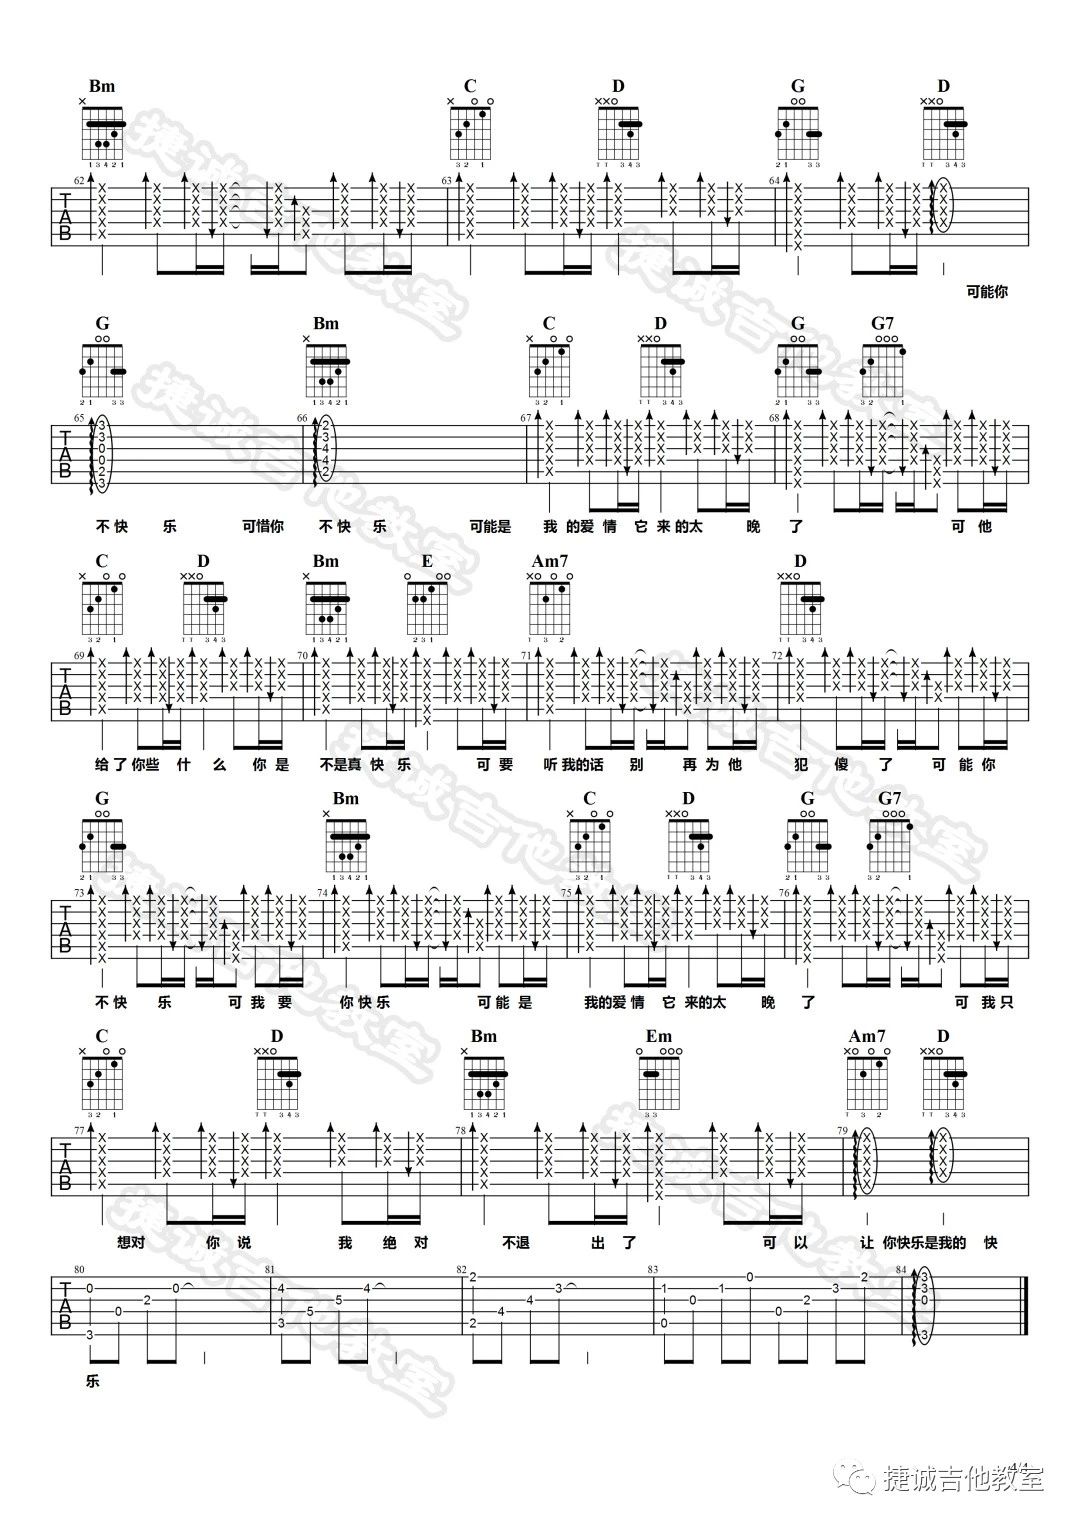 Bm C D G D
62 63 64
可能你
G Bm C D G G7
65 66 67 68
不快 乐 可惜你 不快 乐 可能是 我 的爱 情 它 来 的太 晚 了 可 他
C D Bm E Am7 D
69 70 71 72
给 了 你些 什 么 你 是 不是真 快 乐 可 要 听 我的话 别 再 为 他 犯 傻 了 可 能 你
G Bm C D G G7
73 74 75 76
不 快 乐 可 我 要 你 快 乐 可 能 是 我的爱 情 它 来的太 晚 了 可 我 只
C D Bm Em Am7 D
77 78 79
想对 你 说 我 绝 对 不退 出 了 可 以 让 你快乐是我的 快
80 81 82 83 84
乐
4/4
捷诚吉他教室